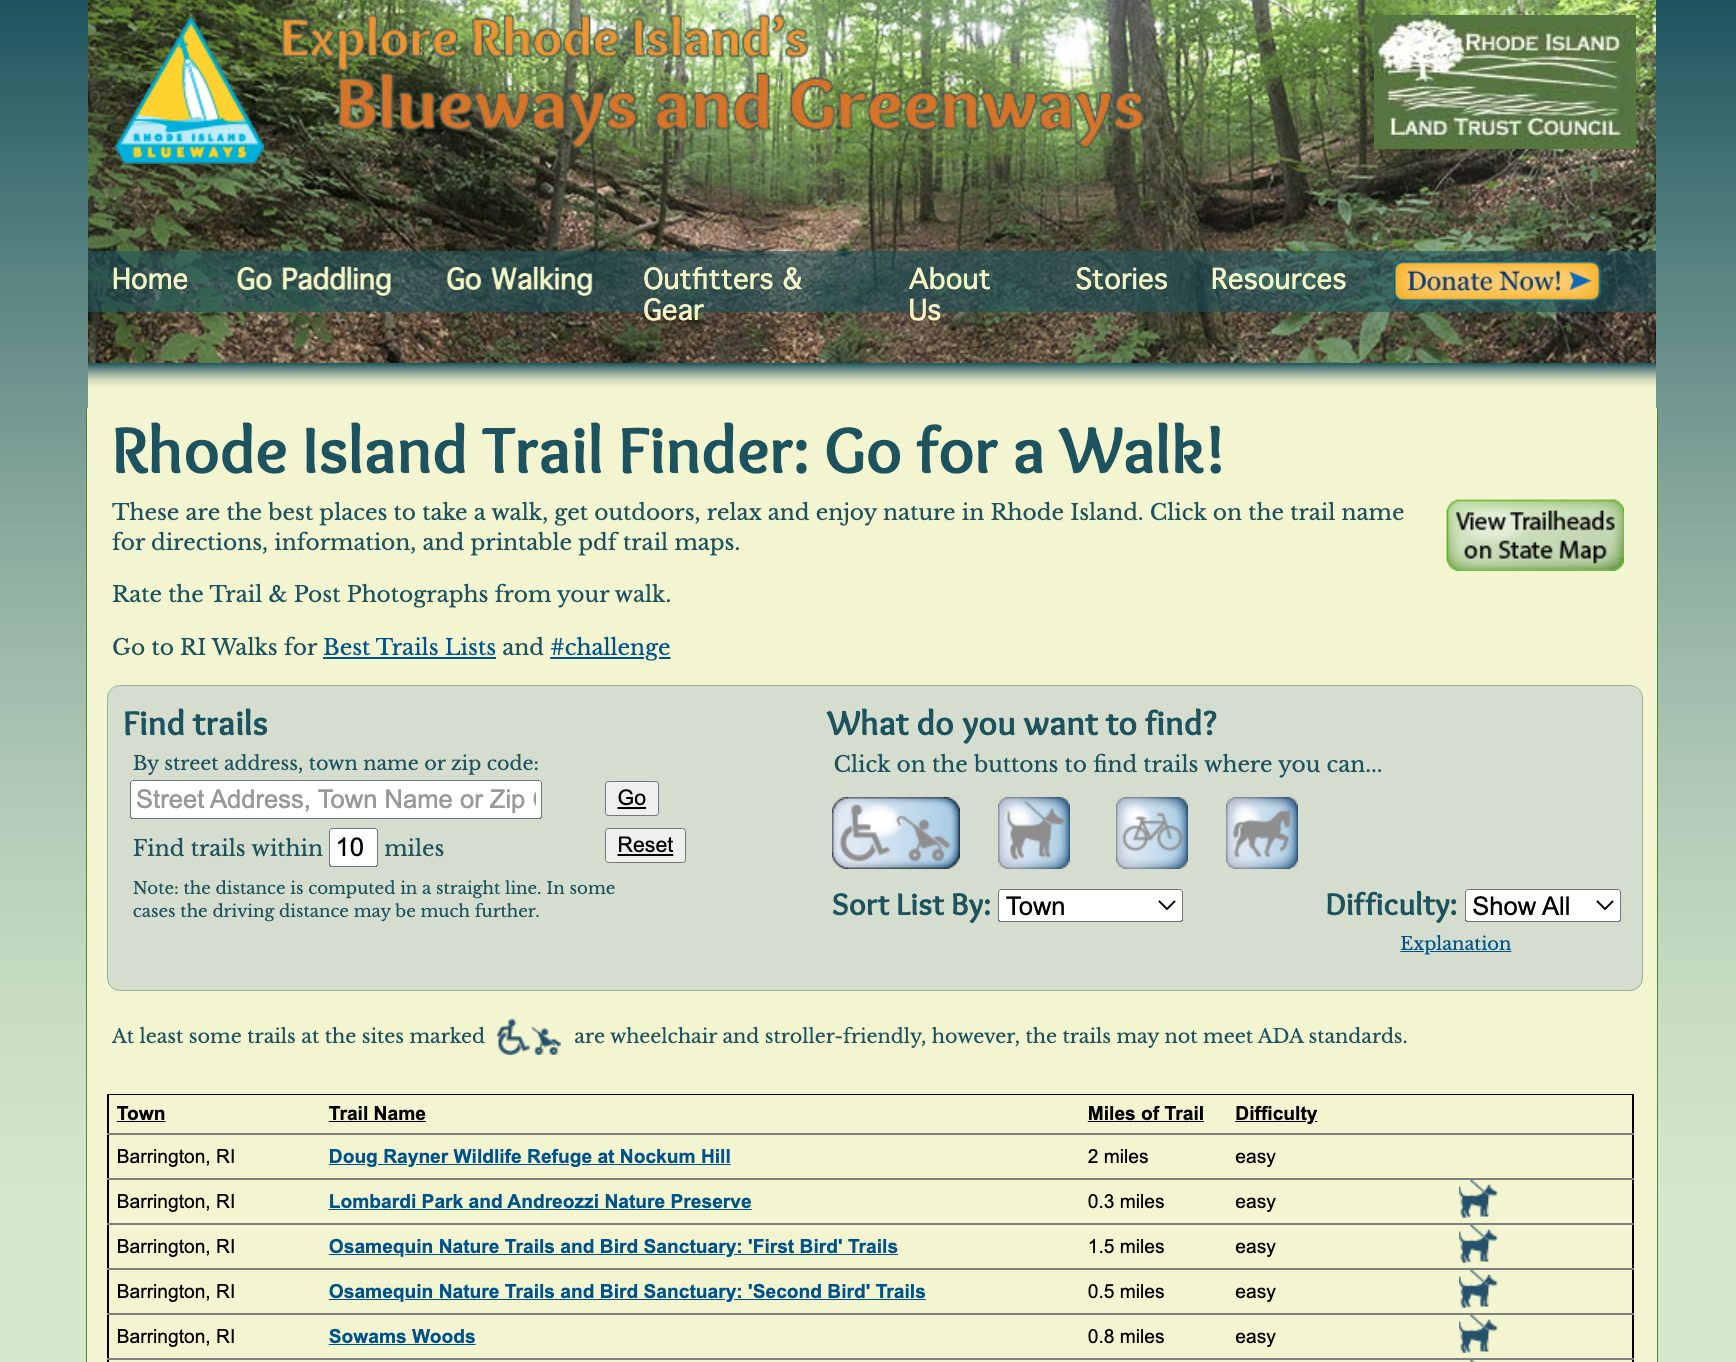 Explore Rhode Island's
Blueways and Greenways
RHODE ISLAND
BLUEWAYS
RHODE ISLAND
LAND TRUST COUNCIL
Home
Go Paddling
Go Walking
Outfitters &
Gear
About
Us
Stories
Resources
Donate Now!
Rhode Island Trail Finder: Go for a Walk!
These are the best places to take a walk, get outdoors, relax and enjoy nature in Rhode Island. Click on the trail name
for directions, information, and printable pdf trail maps.
View Trailheads
on State Map
Rate the Trail & Post Photographs from your walk.
Go to RI Walks for Best Trails Lists and #challenge
Find trails
By street address, town name or zip code:
Street Address, Town Name or Zip
Go
Find trails within 10 miles
Reset
Note: the distance is computed in a straight line. In some
cases the driving distance may be much further.
What do you want to find?
Click on the buttons to find trails where you can...
Sort List By: Town
Difficulty: Show All
Explanation
At least some trails at the sites marked are wheelchair and stroller-friendly, however, the trails may not meet ADA standards.
Town Trail Name Miles of Trail Difficulty
Barrington, RI Doug Rayner Wildlife Refuge at Nockum Hill 2 miles easy
Barrington, RI Lombardi Park and Andreozzi Nature Preserve 0.3 miles easy
Barrington, RI Osamequin Nature Trails and Bird Sanctuary: 'First Bird' Trails 1.5 miles easy
Barrington, RI Osamequin Nature Trails and Bird Sanctuary: 'Second Bird' Trails 0.5 miles easy
Barrington, RI Sowams Woods 0.8 miles easy